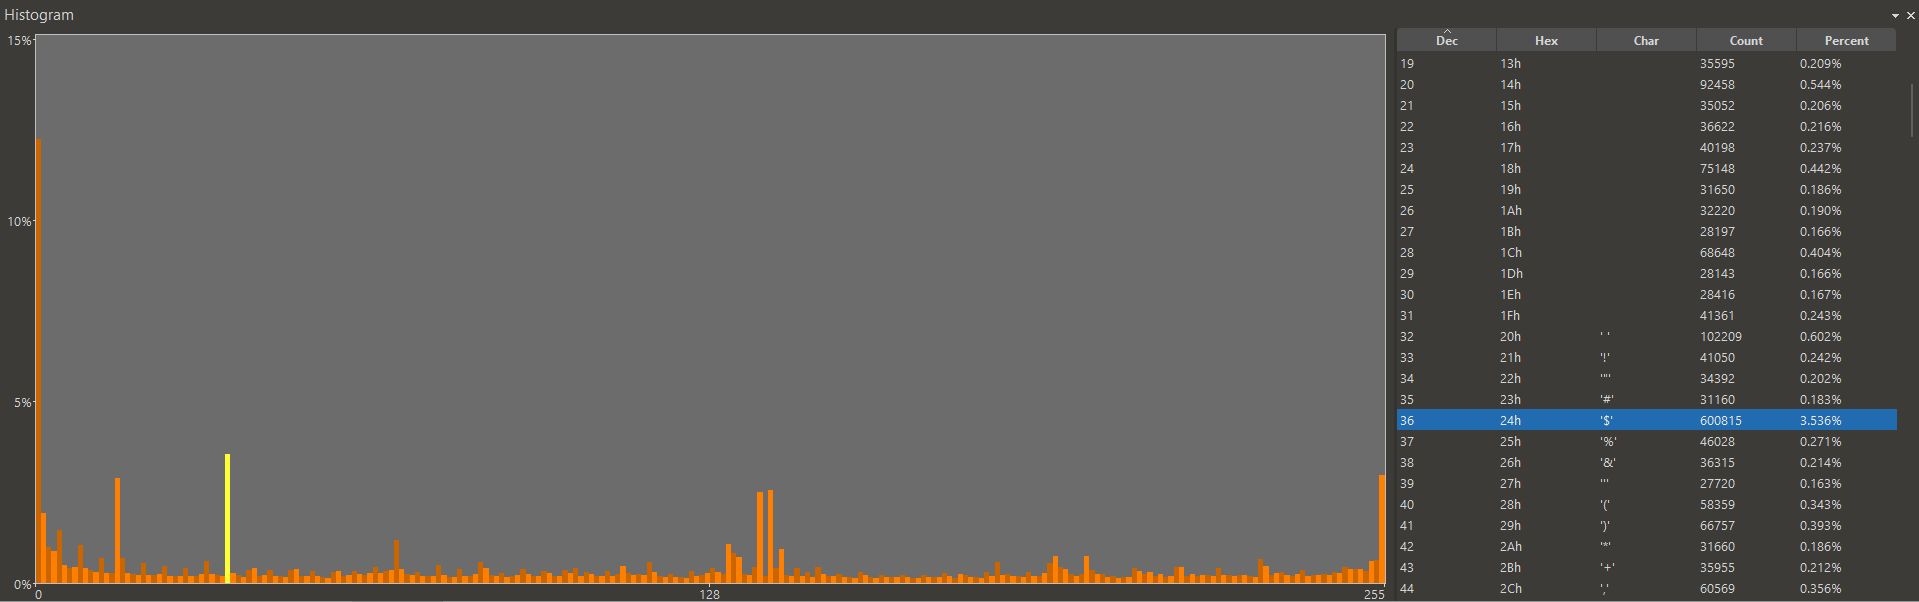 Histogram
15%
10%
5%
0%
0 128 255
Dec Hex Char Count Percent
19 13h 35595 0.209%
20 14h 92458 0.544%
21 15h 35052 0.206%
22 16h 36622 0.216%
23 17h 40198 0.237%
24 18h 75148 0.442%
25 19h 31650 0.186%
26 1Ah 32220 0.190%
27 1Bh 28197 0.166%
28 1Ch 68648 0.404%
29 1Dh 28143 0.166%
30 1Eh 28416 0.167%
31 1Fh 41361 0.243%
32 20h ' ' 102209 0.602%
33 21h '!' 41050 0.242%
34 22h '"' 34392 0.202%
35 23h '#' 31160 0.183%
36 24h '$' 600815 3.536%
37 25h '%' 46028 0.271%
38 26h '&' 36315 0.214%
39 27h ''' 27720 0.163%
40 28h '(' 58359 0.343%
41 29h ')' 66757 0.393%
42 2Ah '*' 31660 0.186%
43 2Bh '+' 35955 0.212%
44 2Ch ',' 60569 0.356%